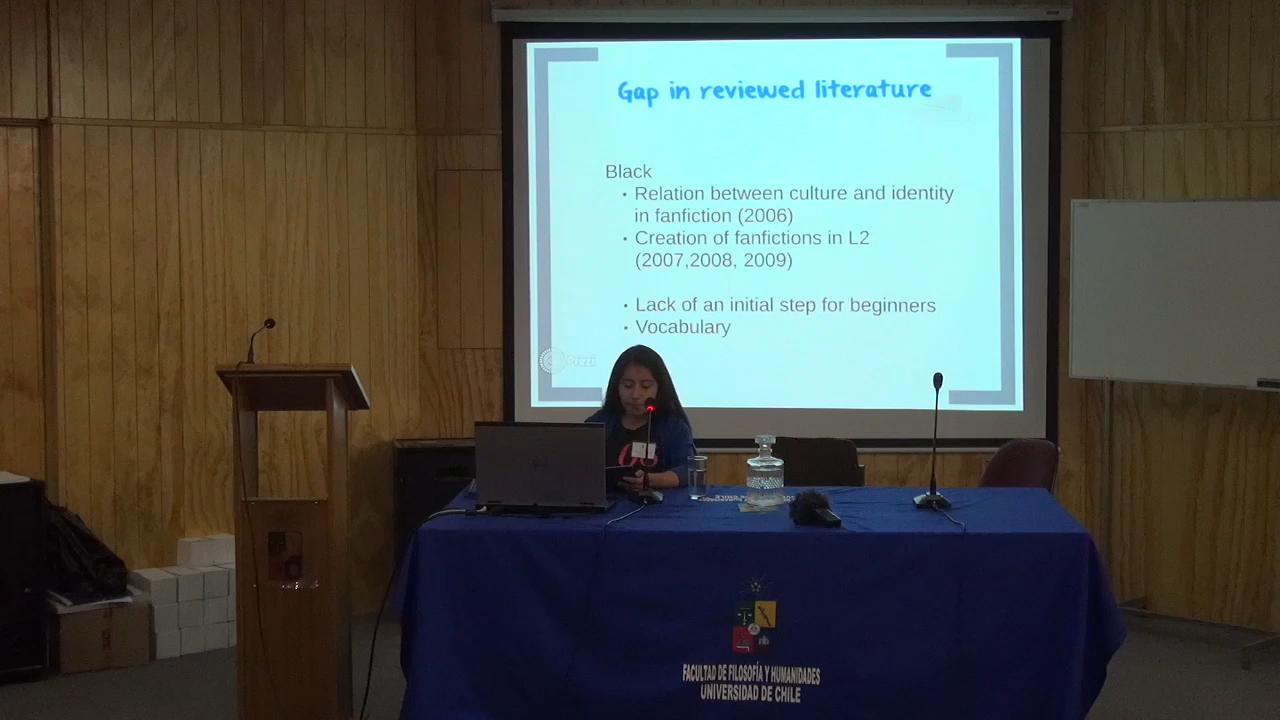 Gap in reviewed literature
Black
• Relation between culture and identity
in fanfiction (2006)
• Creation of fanfictions in L2
(2007,2008, 2009)
• Lack of an initial step for beginners
• Vocabulary
Prezi
FACULTAD DE FILOSOFÍA Y HUMANIDADES
UNIVERSIDAD DE CHILE